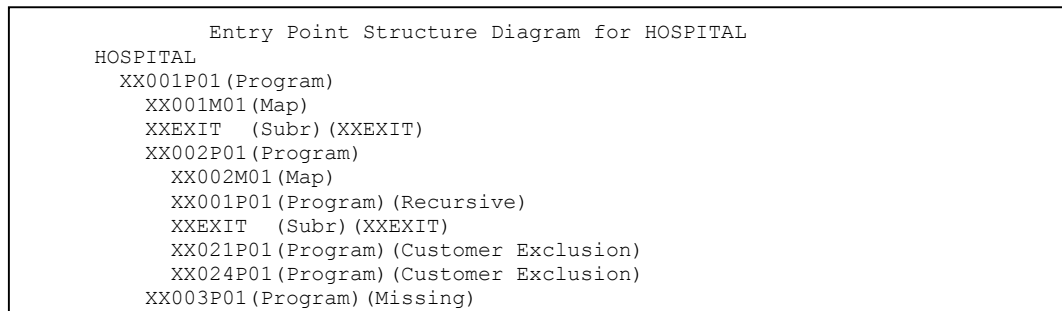 Entry Point Structure Diagram for HOSPITAL
HOSPITAL
XX001P01(Program)
XX001M01(Map)
XXEXIT (Subr)(XXEXIT)
XX002P01(Program)
XX002M01(Map)
XX001P01(Program)(Recursive)
XXEXIT (Subr)(XXEXIT)
XX021P01(Program)(Customer Exclusion)
XX024P01(Program)(Customer Exclusion)
XX003P01(Program)(Missing)